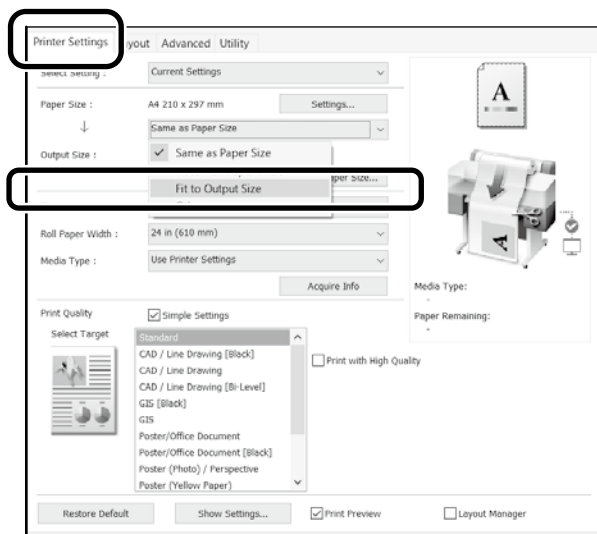 Printer Settings yout Advanced Utility
Select Setting : Current Settings
Paper Size : A4 210 x 297 mm Settings...
↓ Same as Paper Size
Output Size : ✓ Same as Paper Size
Size...
Fit to Output Size
Roll Paper Width : 24 in (610 mm)
Media Type : Use Printer Settings
Acquire Info
Print Quality ✓ Simple Settings
Select Target
Standard
CAD / Line Drawing [Black]
CAD / Line Drawing
CAD / Line Drawing [Bi-Level]
GIS [Black]
GIS
Poster/Office Document
Poster/Office Document [Black]
Poster (Photo) / Perspective
Poster (Yellow Paper)
Print with High Quality
A
A
Media Type:
-
Paper Remaining:
-
Restore Default Show Settings... ✓ Print Preview Layout Manager